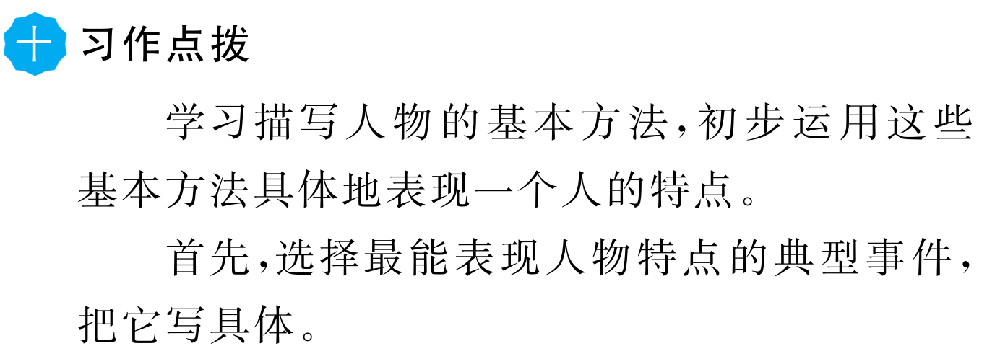 十 习作点拨
学习描写人物的基本方法，初步运用这些
基本方法具体地表现一个人的特点。
首先，选择最能表现人物特点的典型事件，
把它写具体。